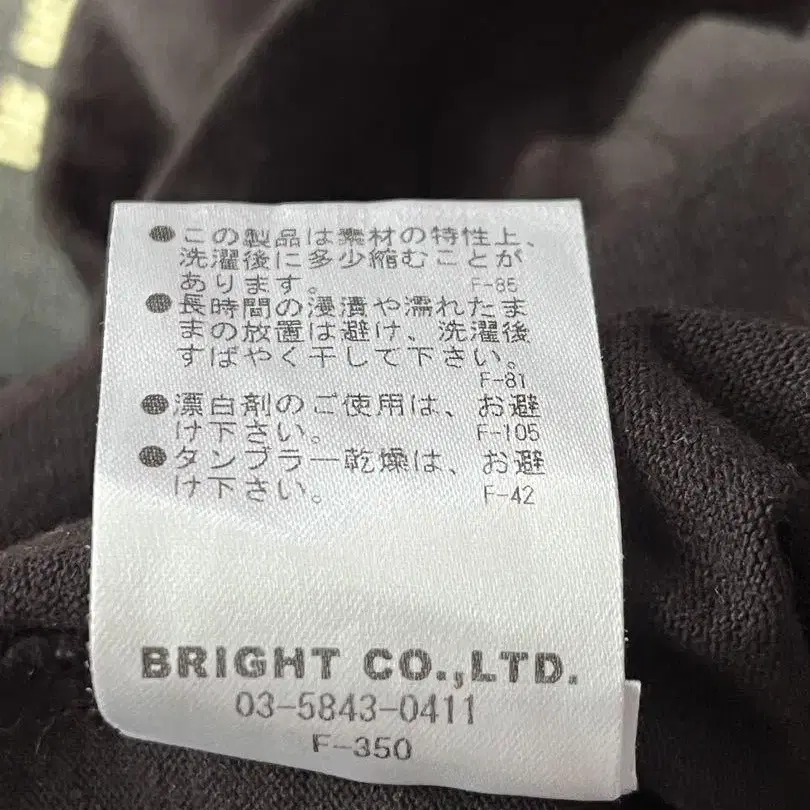 ●この製品は素材の特性上、
洗濯後に多少縮むことが
あります。 F-85
●長時間の浸漬や濡れたま
まの放置は避け、洗濯後
すばやく干して下さい。
F-81
●漂白剤のご使用は、お避
け下さい。 F-105
●タンブラー乾燥は、お避
け下さい。 F-42
BRIGHT CO.,LTD.
03-5843-0411
F-350